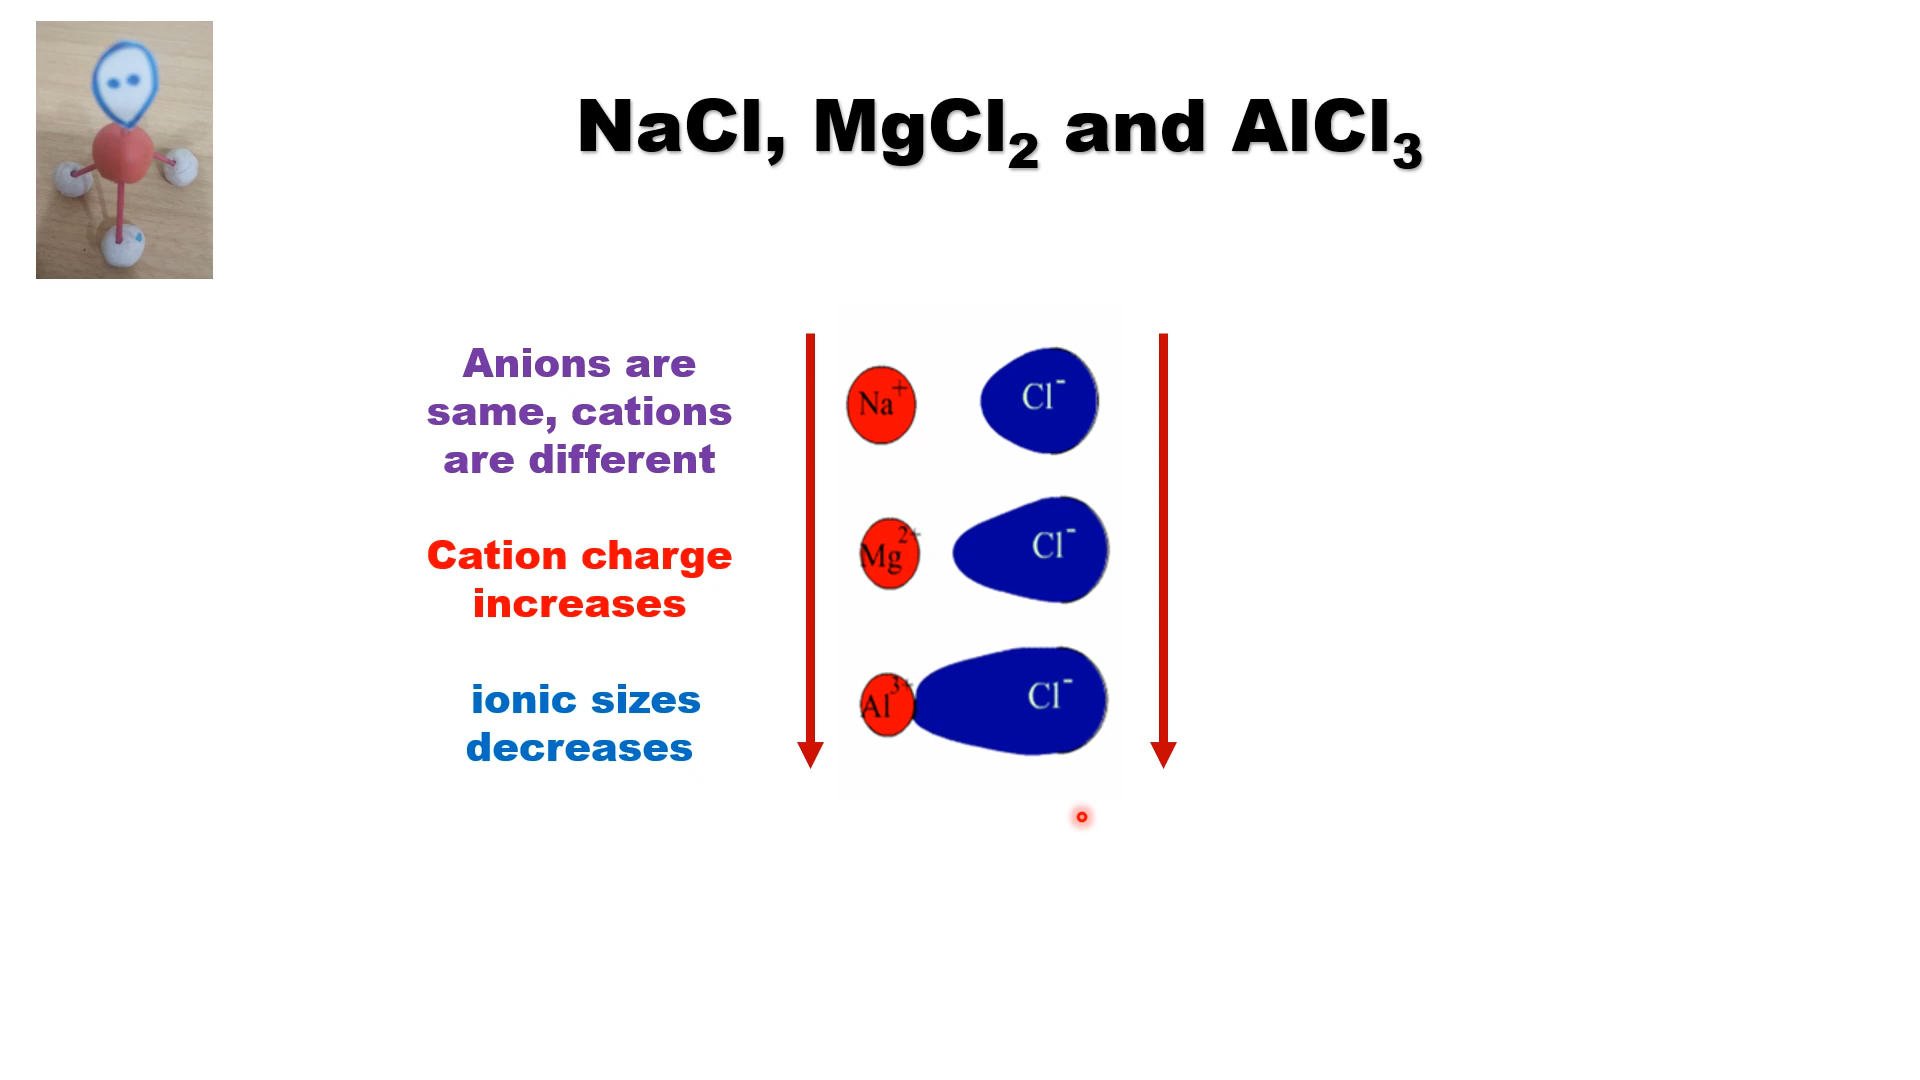 NaCl, MgCl₂ and AlCl₃
Anions are
same, cations
are different
Cation charge
increases
ionic sizes
decreases
Na⁺ Cl⁻
Mg²⁺ Cl⁻
Al³⁺ Cl⁻